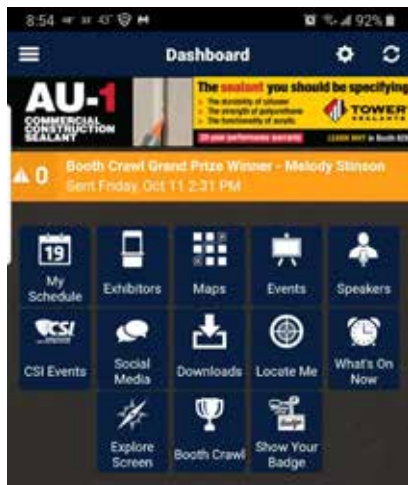 8:54
92%
Dashboard
AU-1
COMMERCIAL
CONSTRUCTION
SEALANT
The sealant you should be specifying
The durability of silicone
The strength of polyurethane
The functionality of acrylic
TOWER
SEALANTS
0
Booth Crawl Grand Prize Winner - Melody Stinson
Sent Friday, Oct 11 2:31 PM
19
My
Schedule
Exhibitors
Maps
Events
Speakers
CSI
CSI Events
Social
Media
Downloads
Locate Me
What's On
Now
Explore
Screen
Booth Crawl
Badge
Show Your
Badge